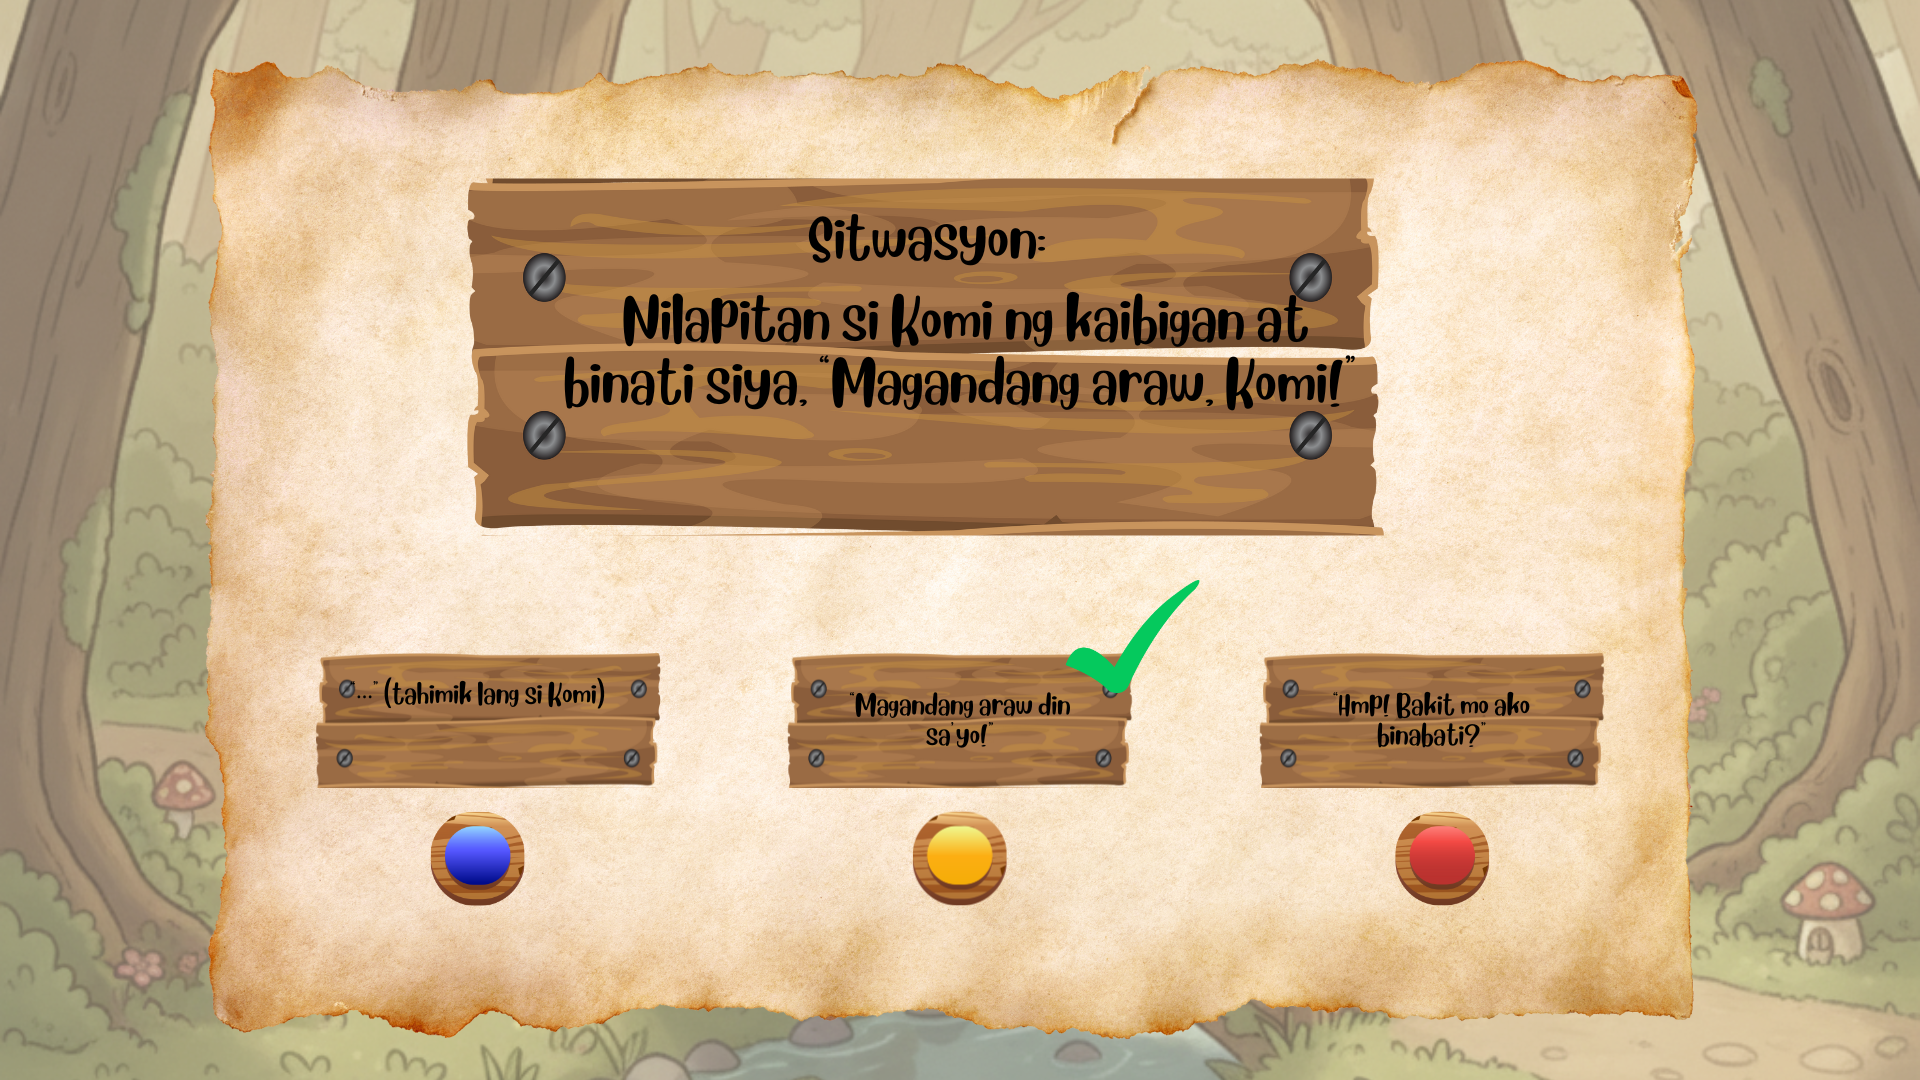 Sitwasyon:
Nilapitan si Komi ng kaibigan at
binati siya, “Magandang araw, Komi!”
“...” (tahimik lang si Komi)
“Magandang araw din
sa'yo!”
“Hmp! Bakit mo ako
binabati?”